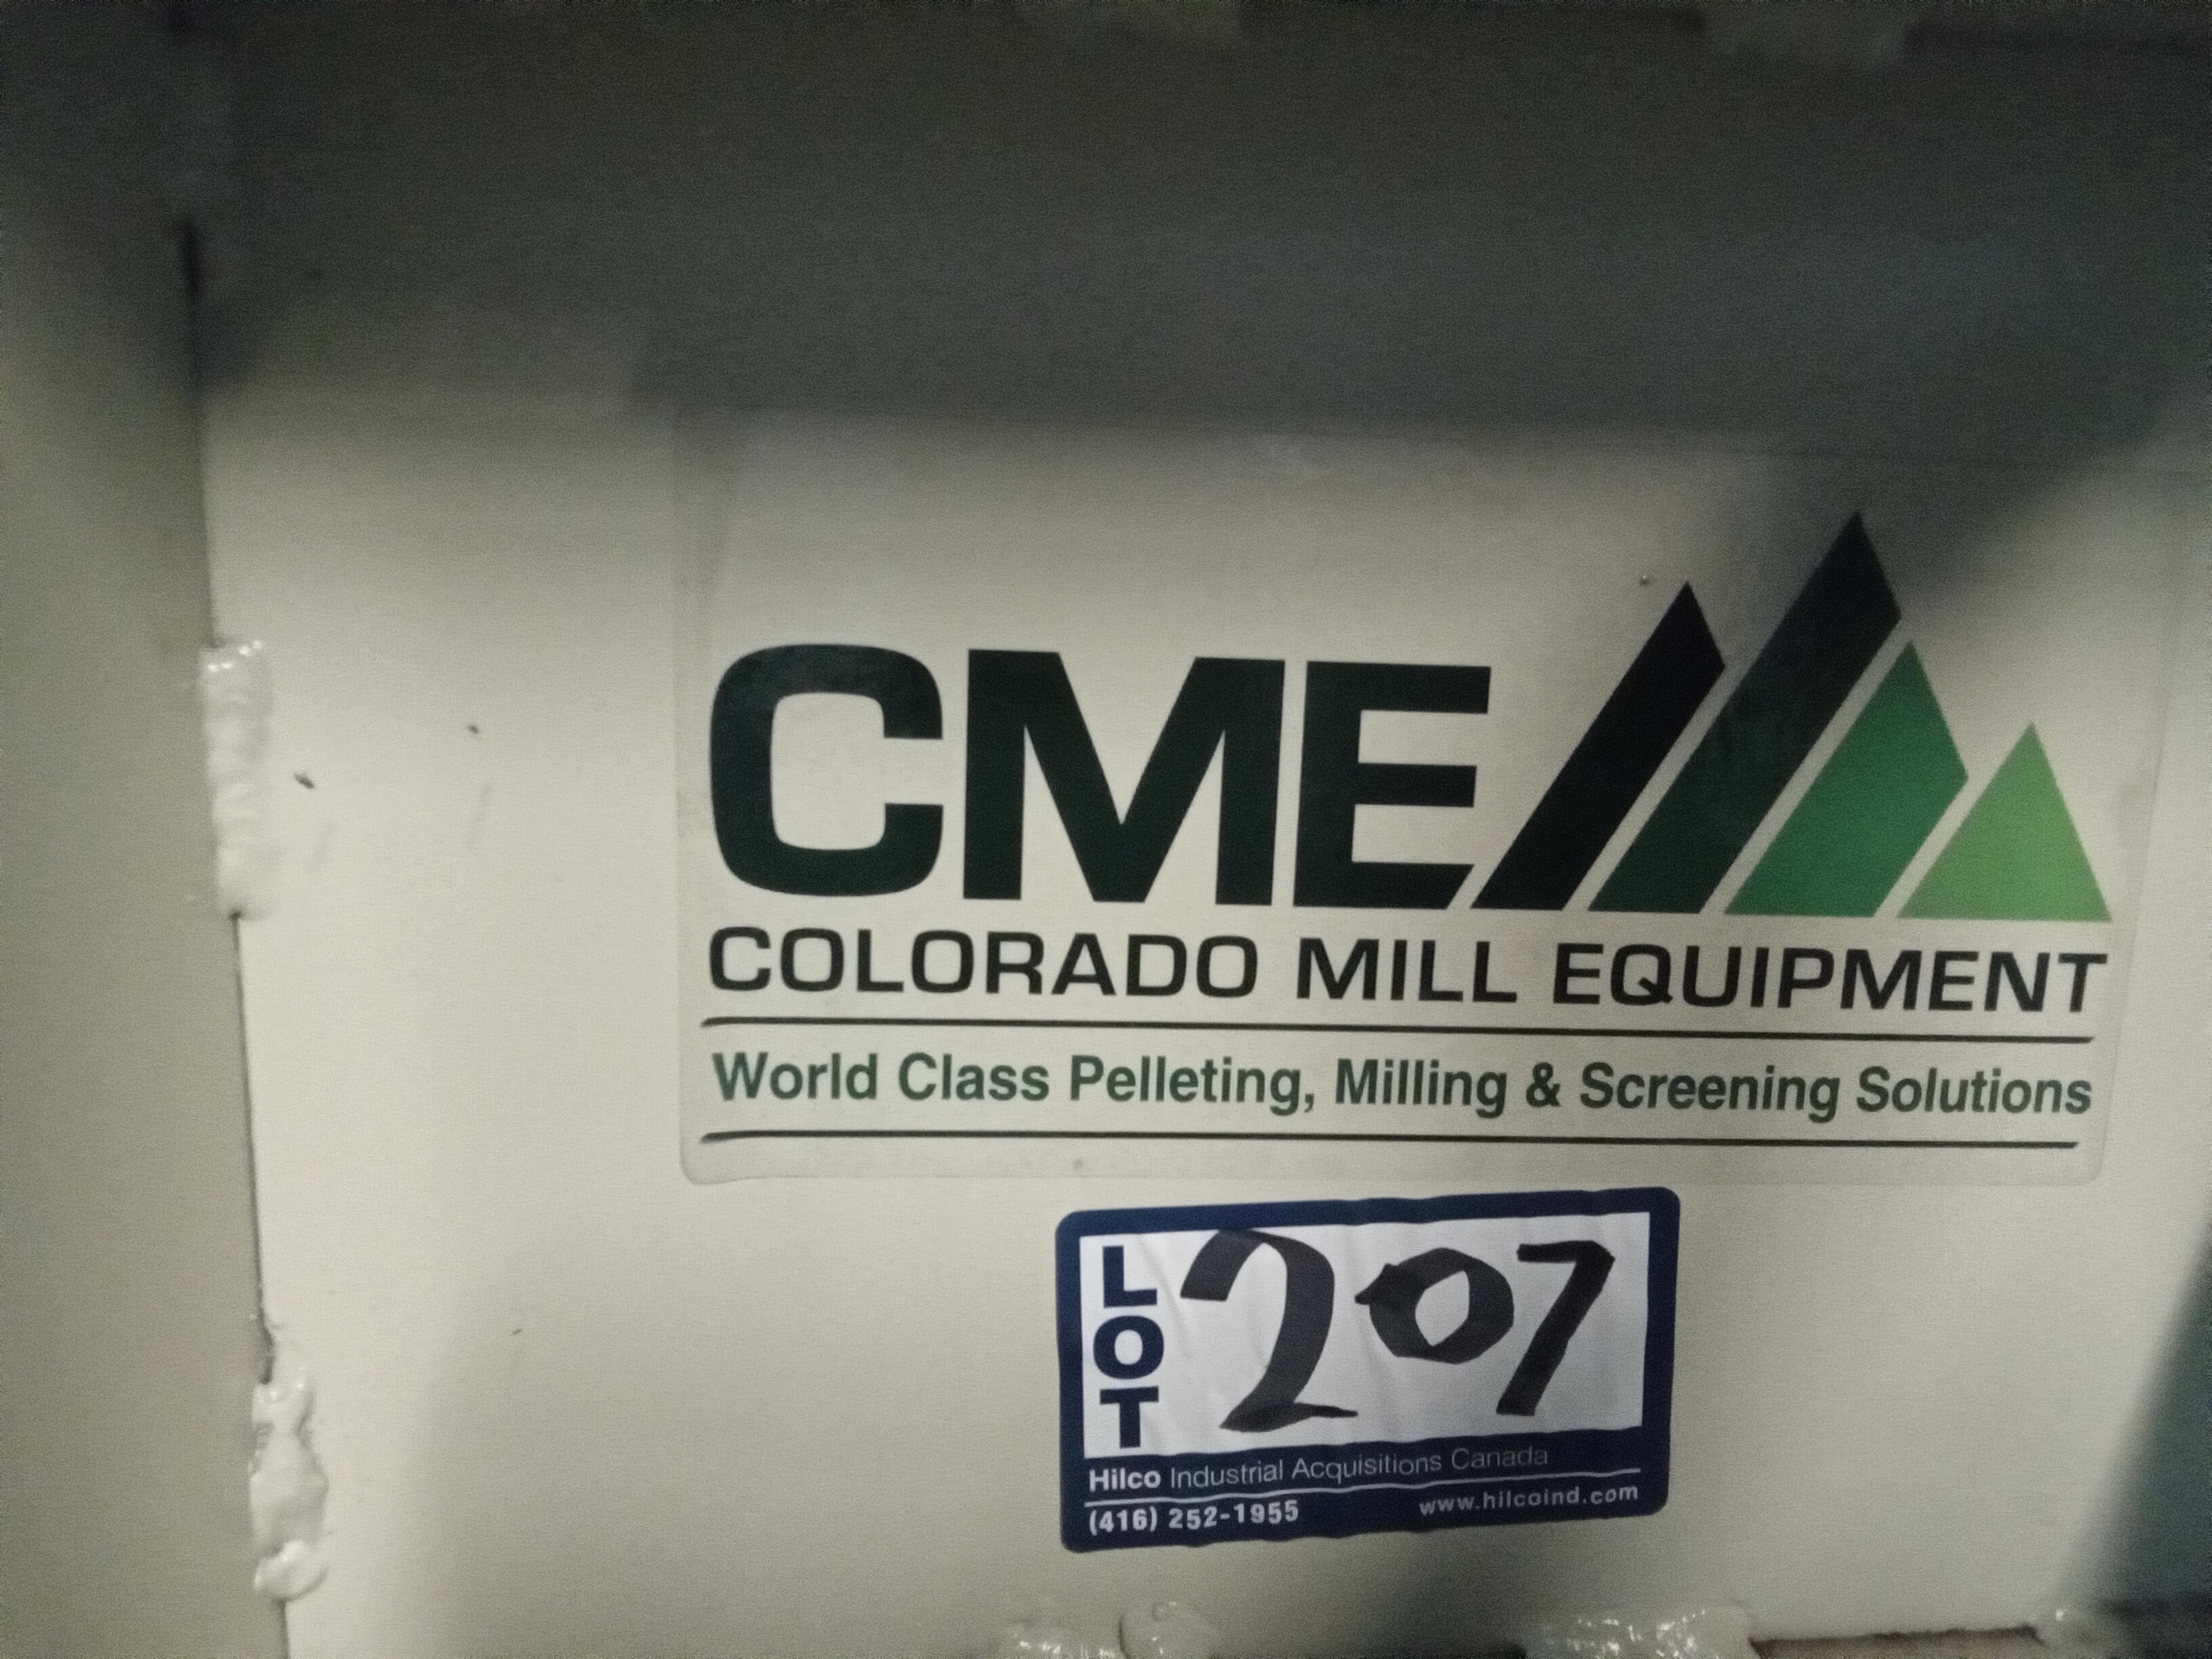 CME
COLORADO MILL EQUIPMENT
World Class Pelleting, Milling & Screening Solutions
LOT 207
Hilco Industrial Acquisitions Canada
(416) 252-1955 www.hilcoind.com